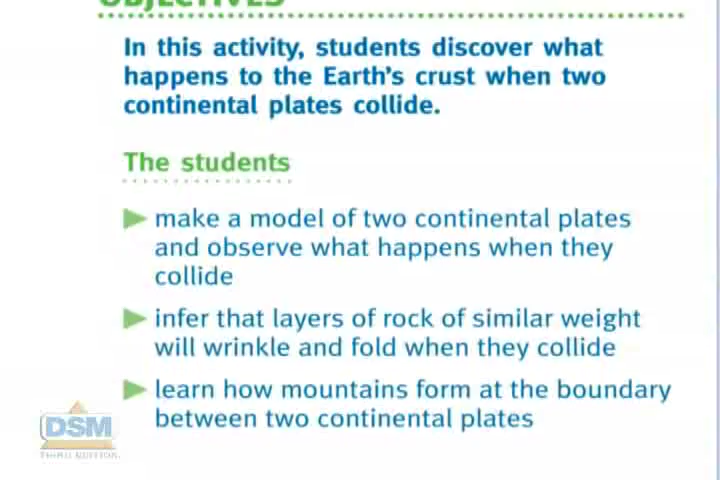 OBJECTIVES
In this activity, students discover what
happens to the Earth's crust when two
continental plates collide.
The students
make a model of two continental plates
and observe what happens when they
collide
infer that layers of rock of similar weight
will wrinkle and fold when they collide
learn how mountains form at the boundary
between two continental plates
DSM
THIRD EDITION